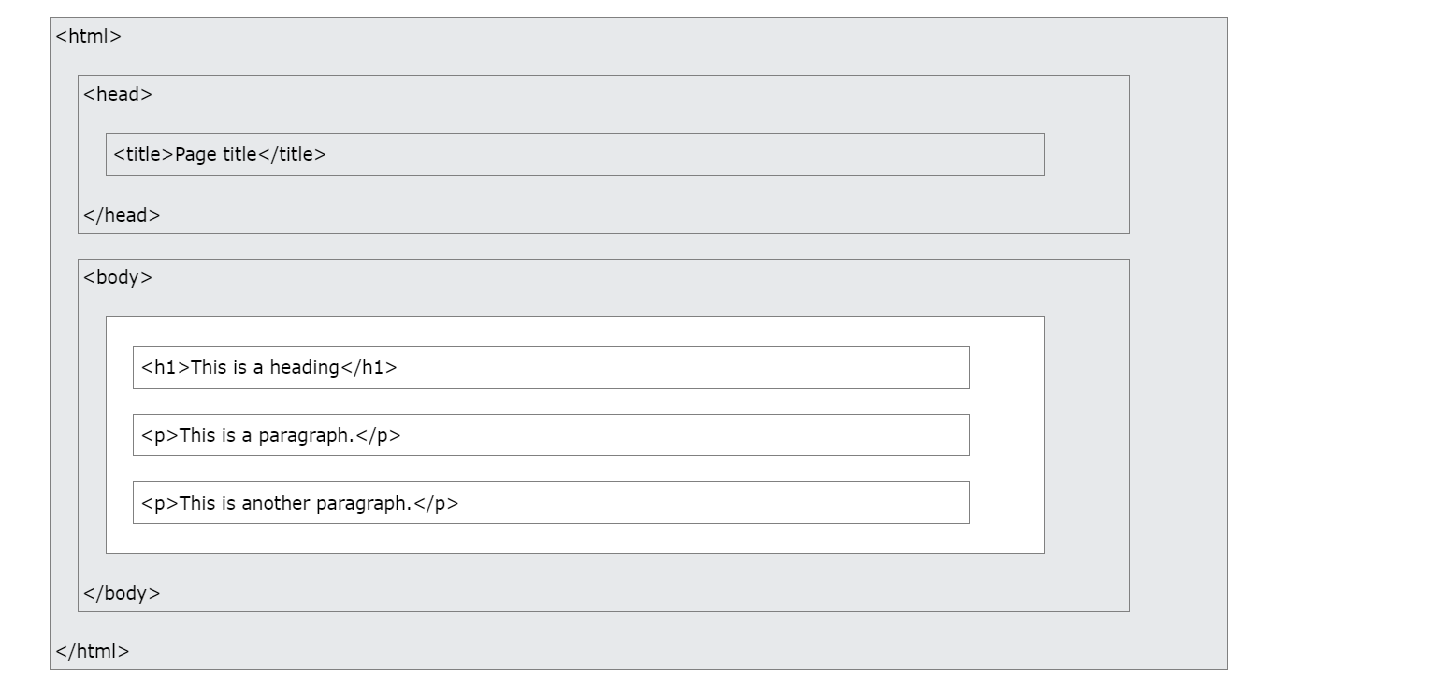 <html>
<head>
<title>Page title</title>
</head>
<body>
<h1>This is a heading</h1>
<p>This is a paragraph.</p>
<p>This is another paragraph.</p>
</body>
</html>